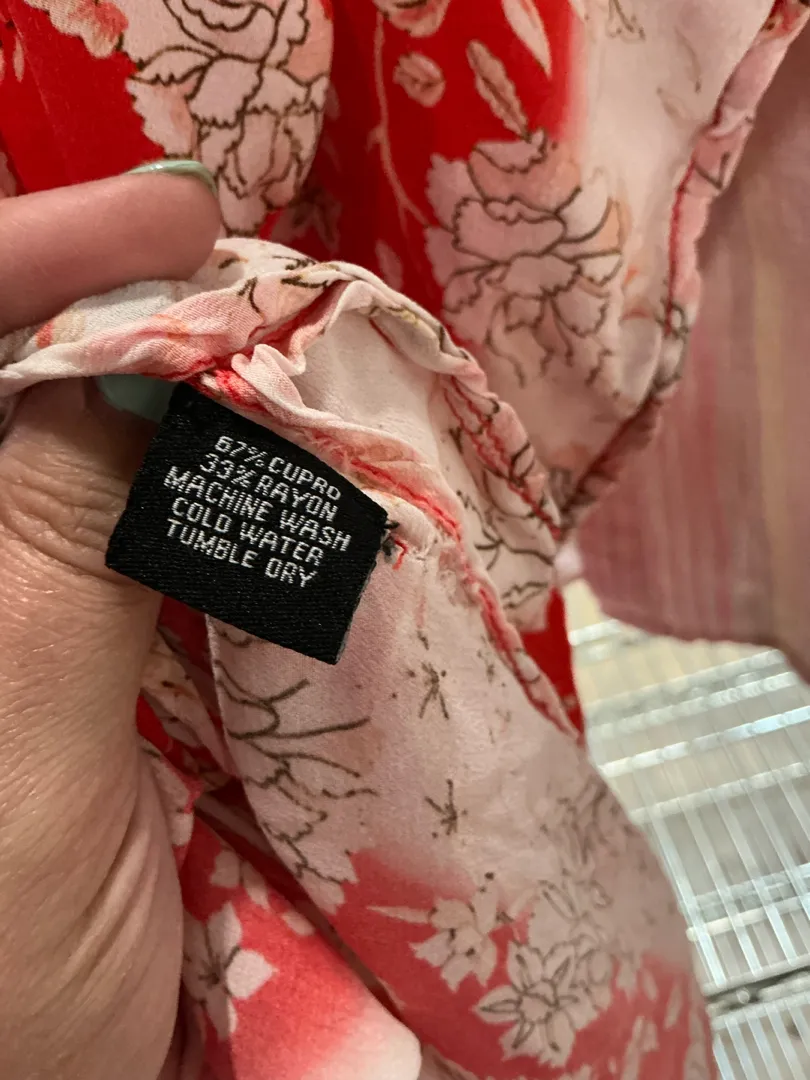 67% CUPRO
33% RAYON
MACHINE WASH
COLD WATER
TUMBLE DRY